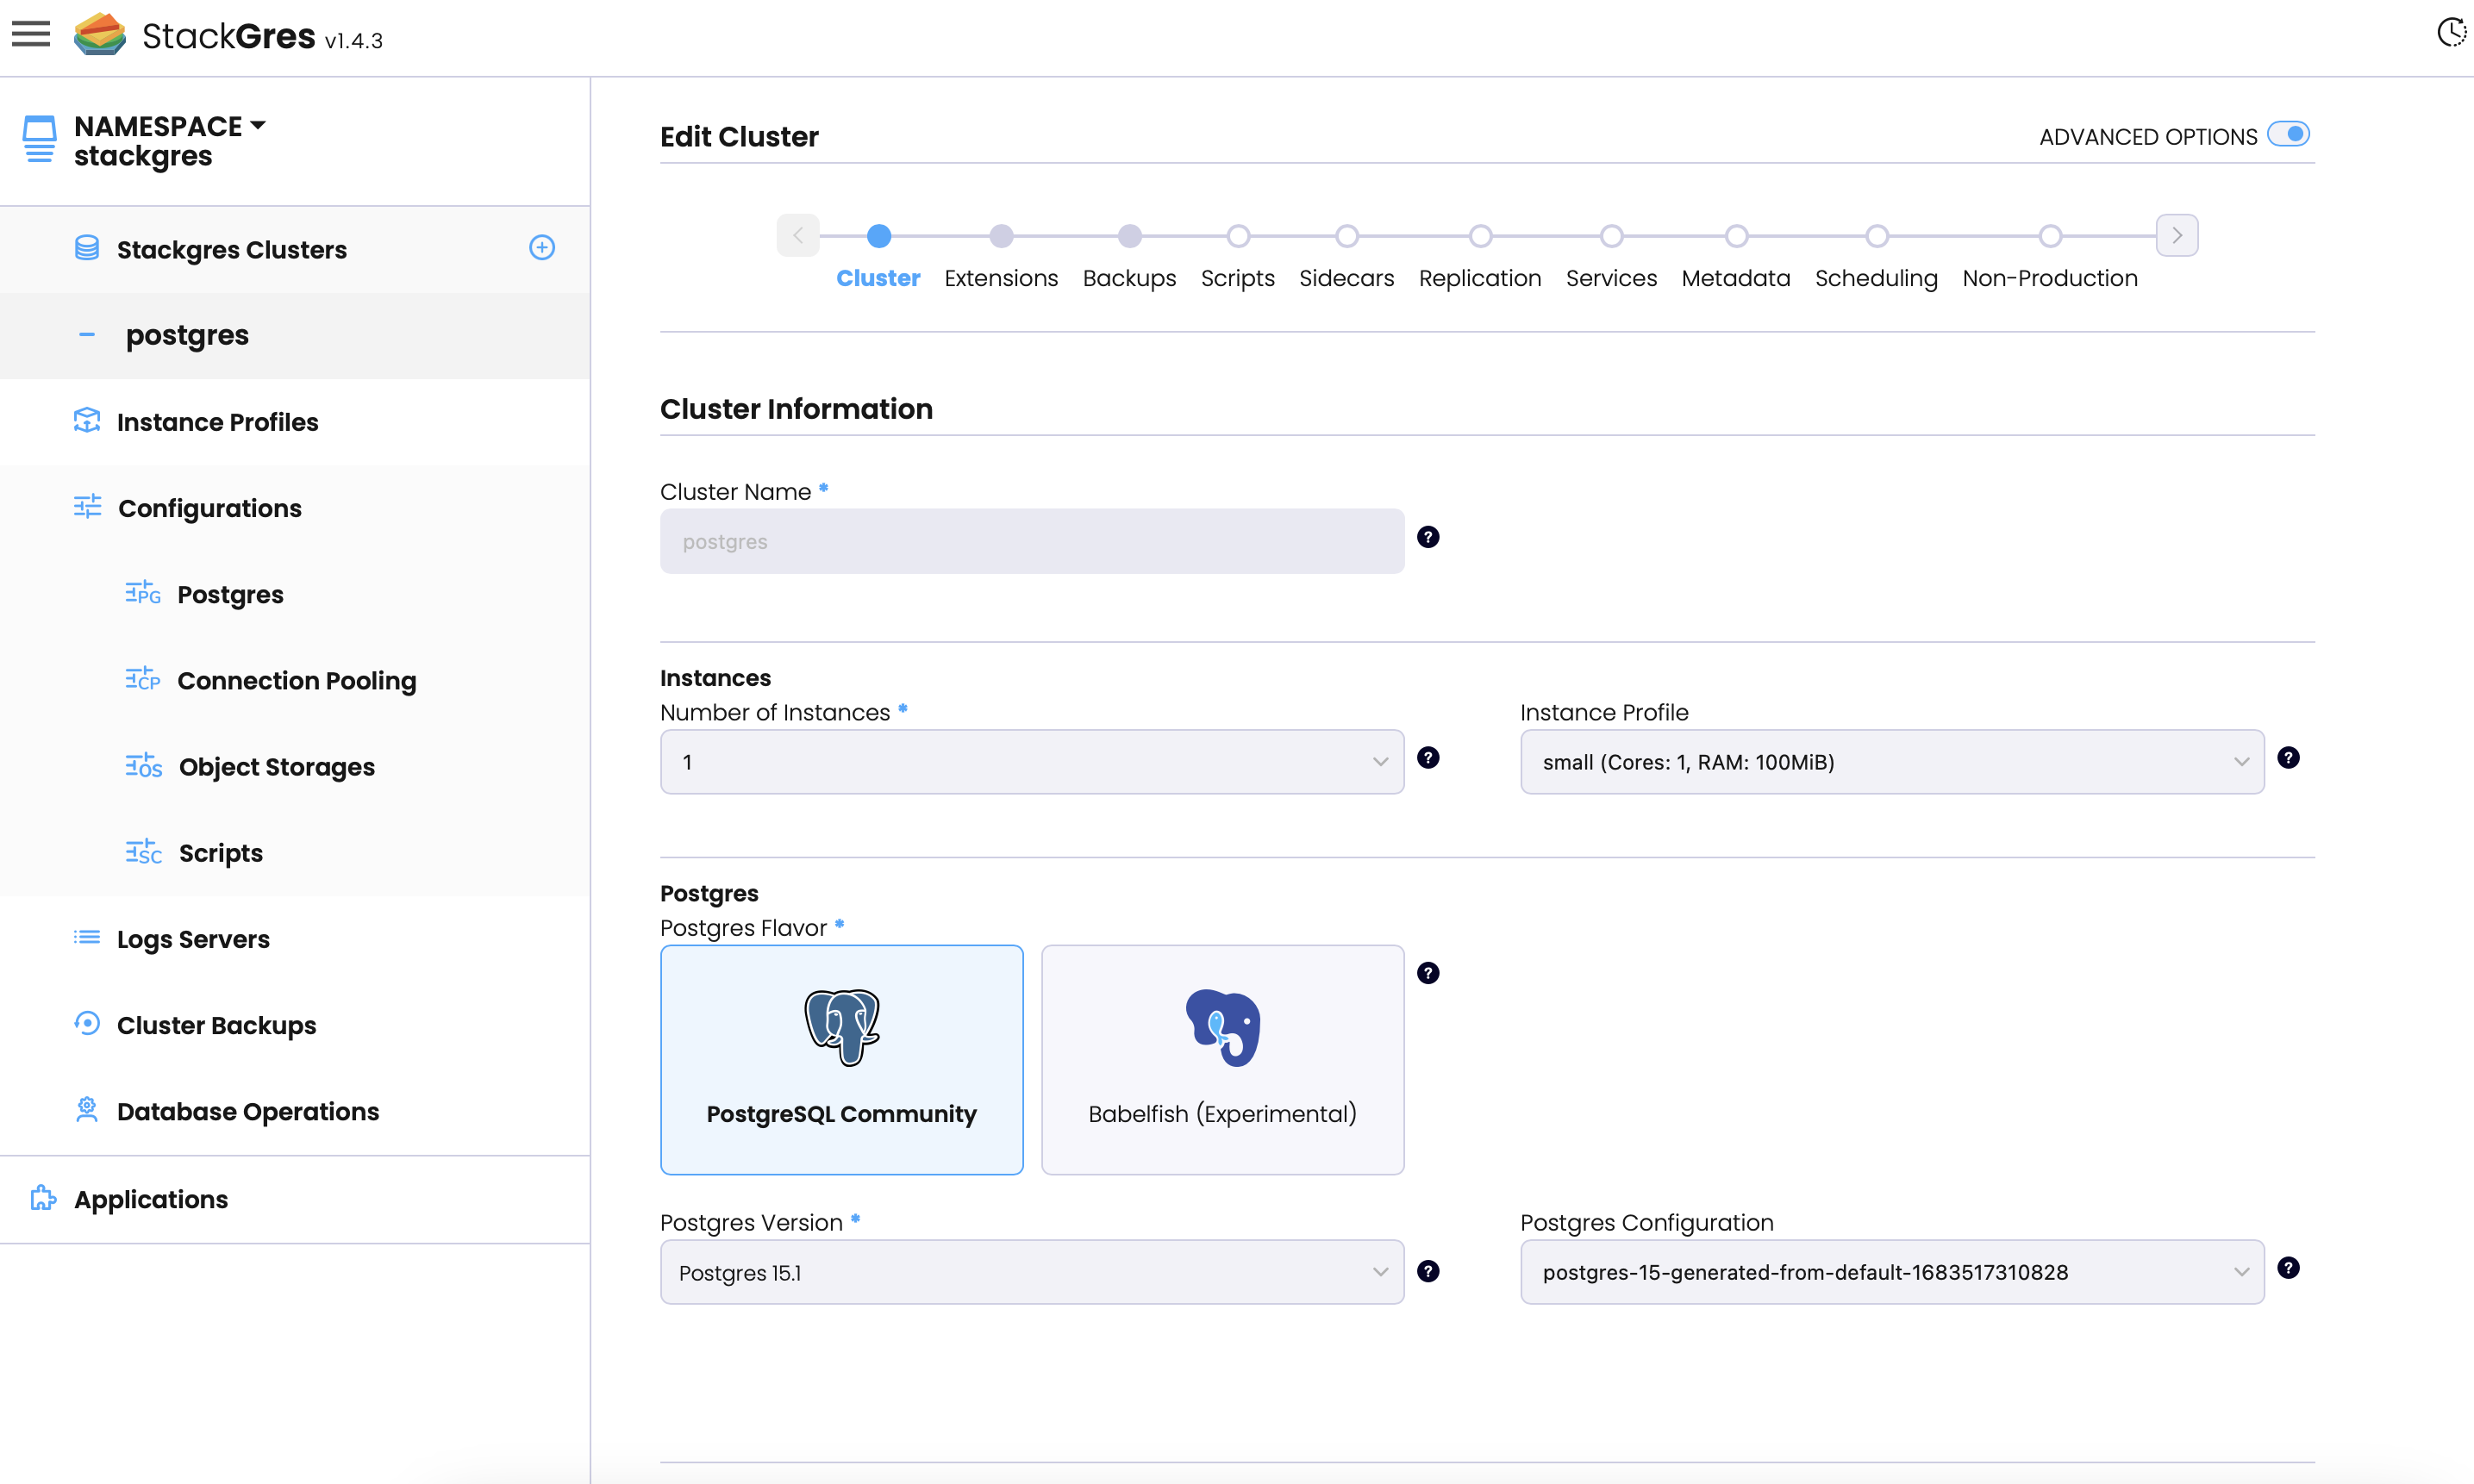 StackGres v1.4.3
NAMESPACE
stackgres
Stackgres Clusters
postgres
Instance Profiles
Configurations
PG Postgres
CP Connection Pooling
OS Object Storages
SC Scripts
Logs Servers
Cluster Backups
Database Operations
Applications
Edit Cluster
ADVANCED OPTIONS
Cluster Extensions Backups Scripts Sidecars Replication Services Metadata Scheduling Non-Production
Cluster Information
Cluster Name *
postgres
?
Instances
Number of Instances * Instance Profile
1 ? small (Cores: 1, RAM: 100MiB) ?
Postgres
Postgres Flavor *
?
PostgreSQL Community Babelfish (Experimental)
Postgres Version * Postgres Configuration
Postgres 15.1 ? postgres-15-generated-from-default-1683517310828 ?